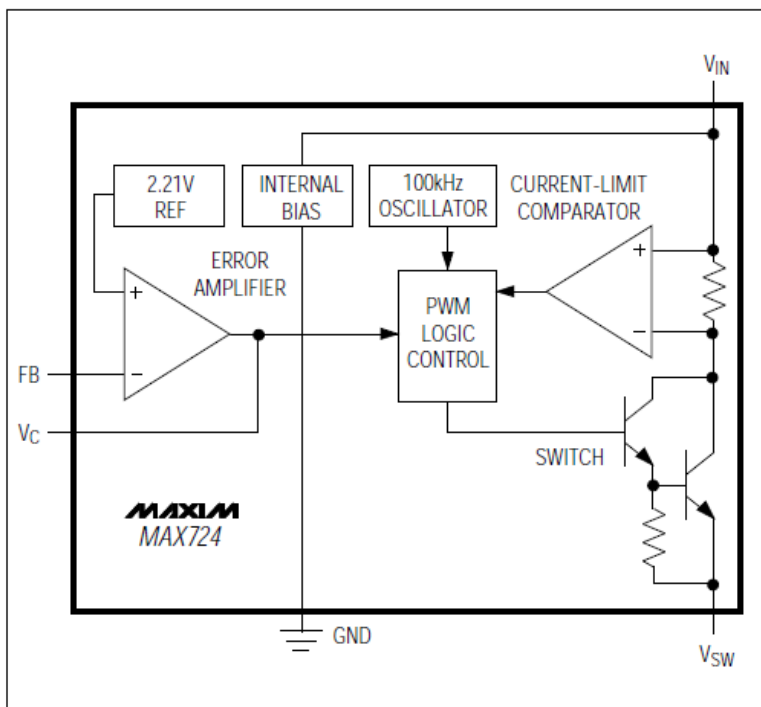 VIN
2.21V
REF
INTERNAL
BIAS
100kHz
OSCILLATOR
CURRENT-LIMIT
COMPARATOR
ERROR
AMPLIFIER
+
-
+
-
PWM
LOGIC
CONTROL
FB
VC
SWITCH
MAXIM
MAX724
GND
VSW